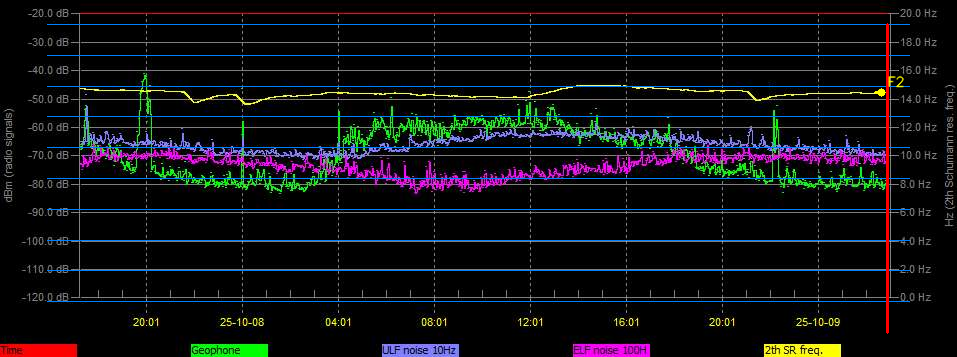 -20.0 dB 20.0 Hz
-30.0 dB 18.0 Hz
-40.0 dB 16.0 Hz
-50.0 dB 14.0 Hz
-60.0 dB 12.0 Hz
-70.0 dB 10.0 Hz
-80.0 dB 8.0 Hz
-90.0 dB 6.0 Hz
-100.0 dB 4.0 Hz
-110.0 dB 2.0 Hz
-120.0 dB 0.0 Hz
dBm (radio signals)
Hz (2th Schumann res. freq.)
F2
20:01 25-10-08 04:01 08:01 12:01 16:01 20:01 25-10-09
Time Geophone ULF noise 10Hz ELF noise 100H 2th SR freq.